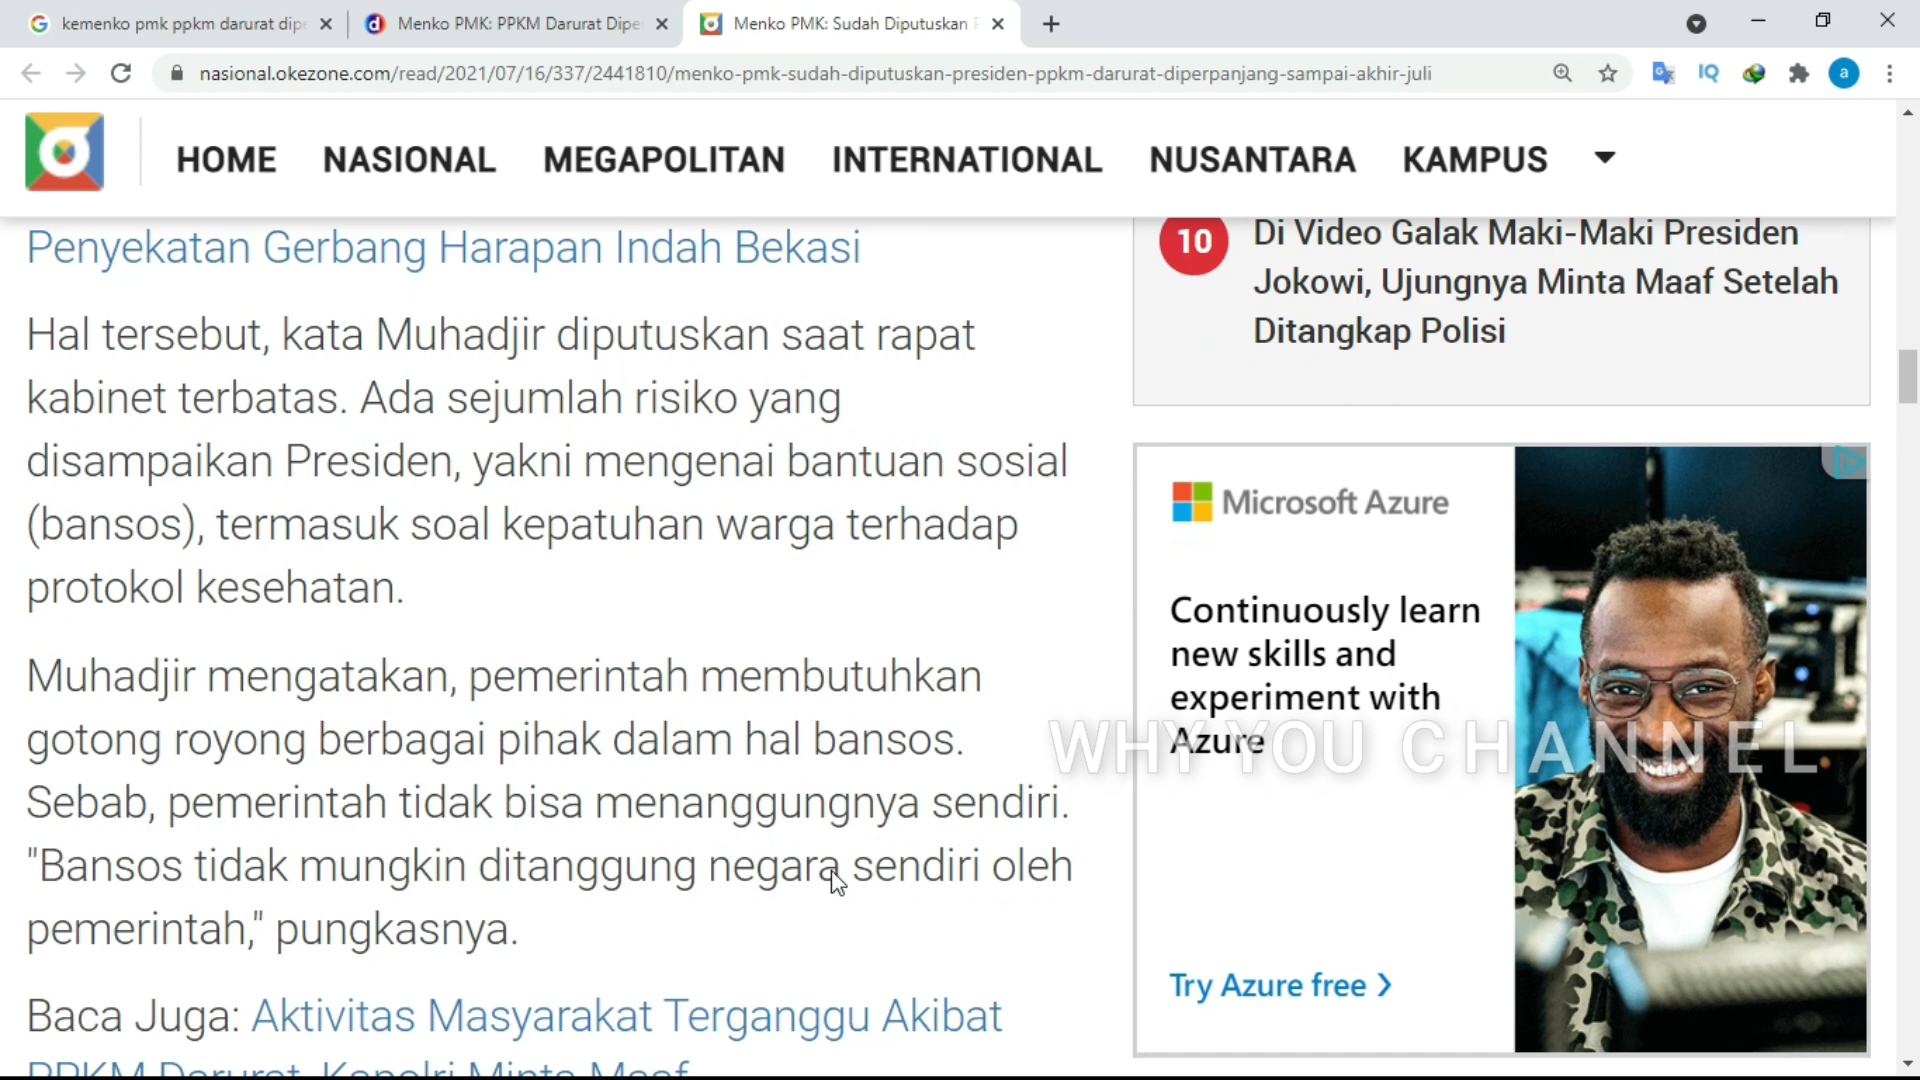 kemenko pmk ppkm darurat dipe
Menko PMK: PPKM Darurat Dipe
Menko PMK: Sudah Diputuskan P
nasional.okezone.com/read/2021/07/16/337/2441810/menko-pmk-sudah-diputuskan-presiden-ppkm-darurat-diperpanjang-sampai-akhir-juli
IQ
a
HOME NASIONAL MEGAPOLITAN INTERNATIONAL NUSANTARA KAMPUS
Penyekatan Gerbang Harapan Indah Bekasi
Hal tersebut, kata Muhadjir diputuskan saat rapat
kabinet terbatas. Ada sejumlah risiko yang
disampaikan Presiden, yakni mengenai bantuan sosial
(bansos), termasuk soal kepatuhan warga terhadap
protokol kesehatan.
Muhadjir mengatakan, pemerintah membutuhkan
gotong royong berbagai pihak dalam hal bansos.
Sebab, pemerintah tidak bisa menanggungnya sendiri.
"Bansos tidak mungkin ditanggung negara sendiri oleh
pemerintah," pungkasnya.
Baca Juga: Aktivitas Masyarakat Terganggu Akibat
PPKM Darurat, Kapolri Minta Maaf
10
Di Video Galak Maki-Maki Presiden
Jokowi, Ujungnya Minta Maaf Setelah
Ditangkap Polisi
Microsoft Azure
Continuously learn
new skills and
experiment with
Azure
WHY YOU CHANNEL
Try Azure free